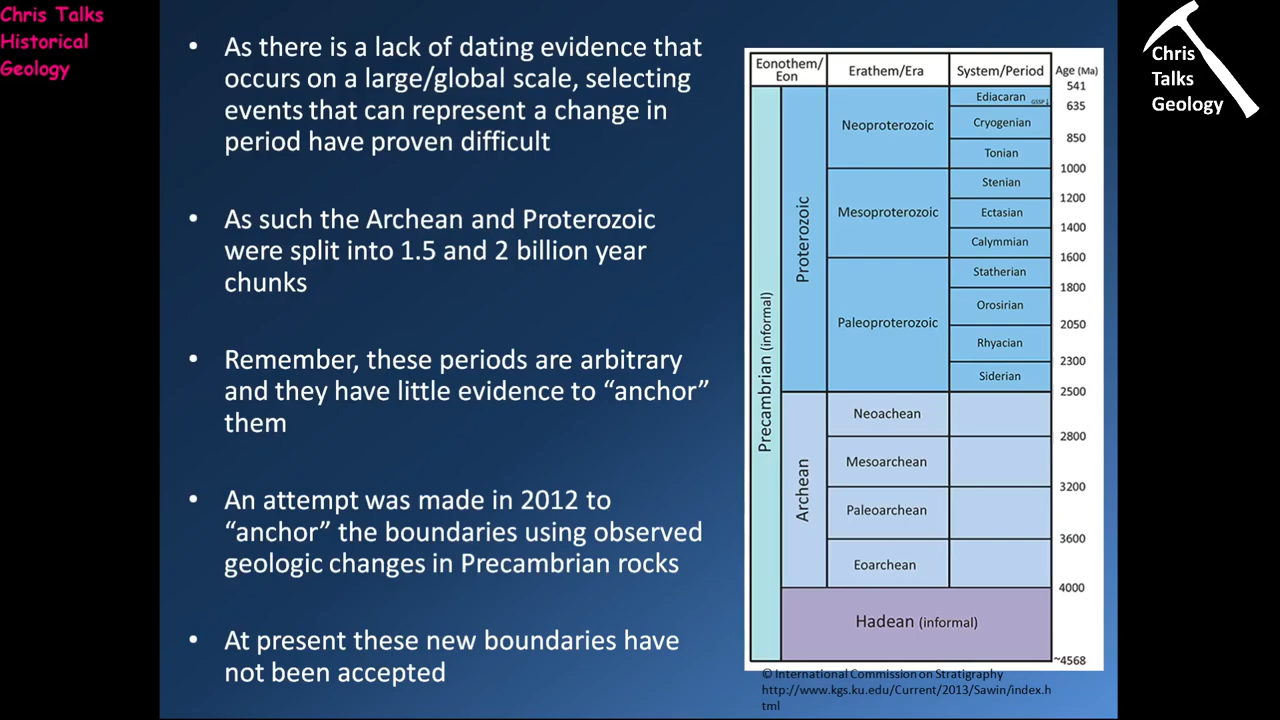 Chris Talks
Historical
Geology
• As there is a lack of dating evidence that
occurs on a large/global scale, selecting
events that can represent a change in
period have proven difficult
• As such the Archean and Proterozoic
were split into 1.5 and 2 billion year
chunks
• Remember, these periods are arbitrary
and they have little evidence to “anchor”
them
• An attempt was made in 2012 to
“anchor” the boundaries using observed
geologic changes in Precambrian rocks
• At present these new boundaries have
not been accepted
Eonothem/
Eon
Erathem/Era
System/Period
Age (Ma)
541
Ediacaran
GSSP
635
Cryogenian
850
Neoproterozoic
Tonian
1000
Stenian
1200
Mesoproterozoic
Ectasian
1400
Calymmian
1600
Proterozoic
Statherian
1800
Orosirian
2050
Paleoproterozoic
Rhyacian
2300
Siderian
2500
Precambrian (informal)
Neoachean
2800
Mesoarchean
3200
Archean
Paleoarchean
3600
Eoarchean
4000
Hadean (informal)
~4568
© International Commission on Stratigraphy
http://www.kgs.ku.edu/Current/2013/Sawin/index.h
tml
Chris
Talks
Geology